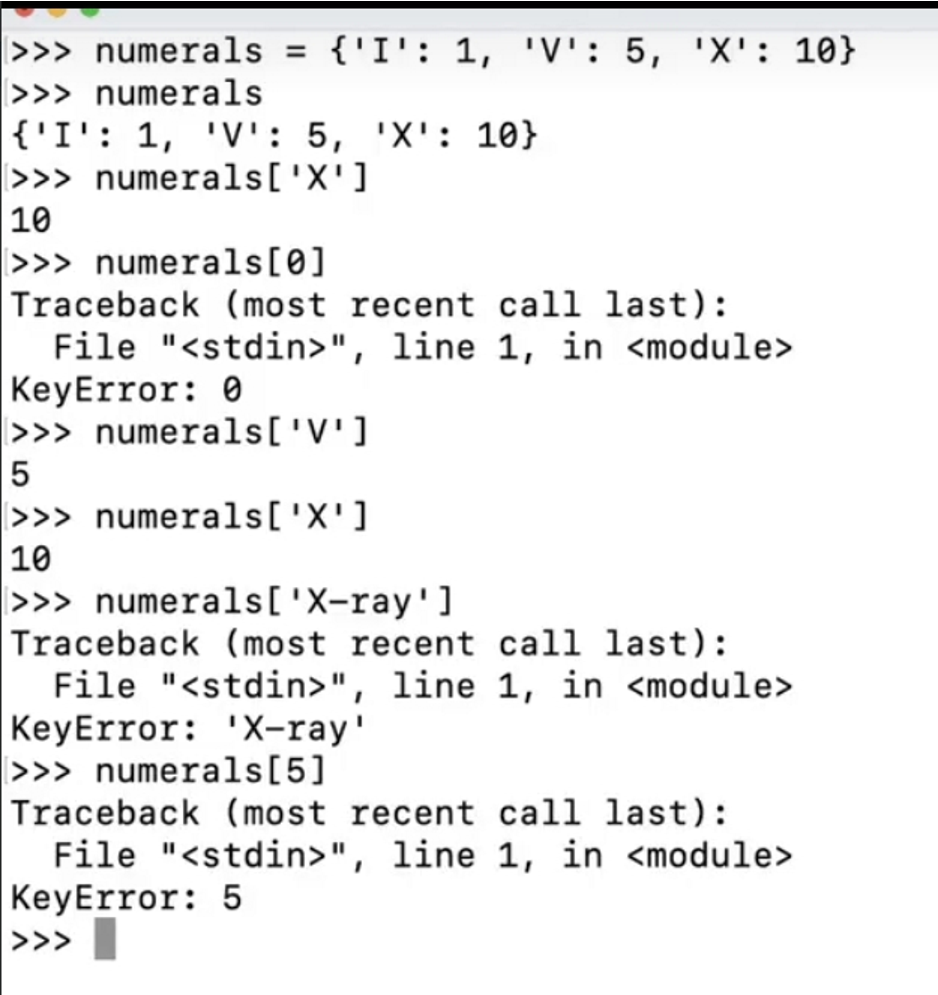 >>> numerals = {'I': 1, 'V': 5, 'X': 10}
>>> numerals
{'I': 1, 'V': 5, 'X': 10}
>>> numerals['X']
10
>>> numerals[0]
Traceback (most recent call last):
  File "<stdin>", line 1, in <module>
KeyError: 0
>>> numerals['V']
5
>>> numerals['X']
10
>>> numerals['X-ray']
Traceback (most recent call last):
  File "<stdin>", line 1, in <module>
KeyError: 'X-ray'
>>> numerals[5]
Traceback (most recent call last):
  File "<stdin>", line 1, in <module>
KeyError: 5
>>>